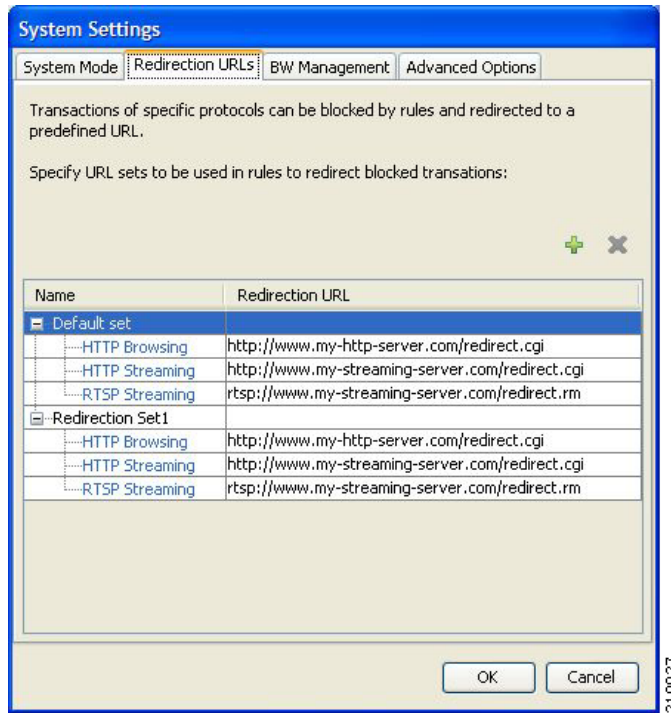 System Settings
System Mode Redirection URLs BW Management Advanced Options
Transactions of specific protocols can be blocked by rules and redirected to a
predefined URL.
Specify URL sets to be used in rules to redirect blocked transations:
Name Redirection URL
Default set
HTTP Browsing http://www.my-http-server.com/redirect.cgi
HTTP Streaming http://www.my-streaming-server.com/redirect.cgi
RTSP Streaming rtsp://www.my-streaming-server.com/redirect.rm
Redirection Set1
HTTP Browsing http://www.my-http-server.com/redirect.cgi
HTTP Streaming http://www.my-streaming-server.com/redirect.cgi
RTSP Streaming rtsp://www.my-streaming-server.com/redirect.rm
OK Cancel